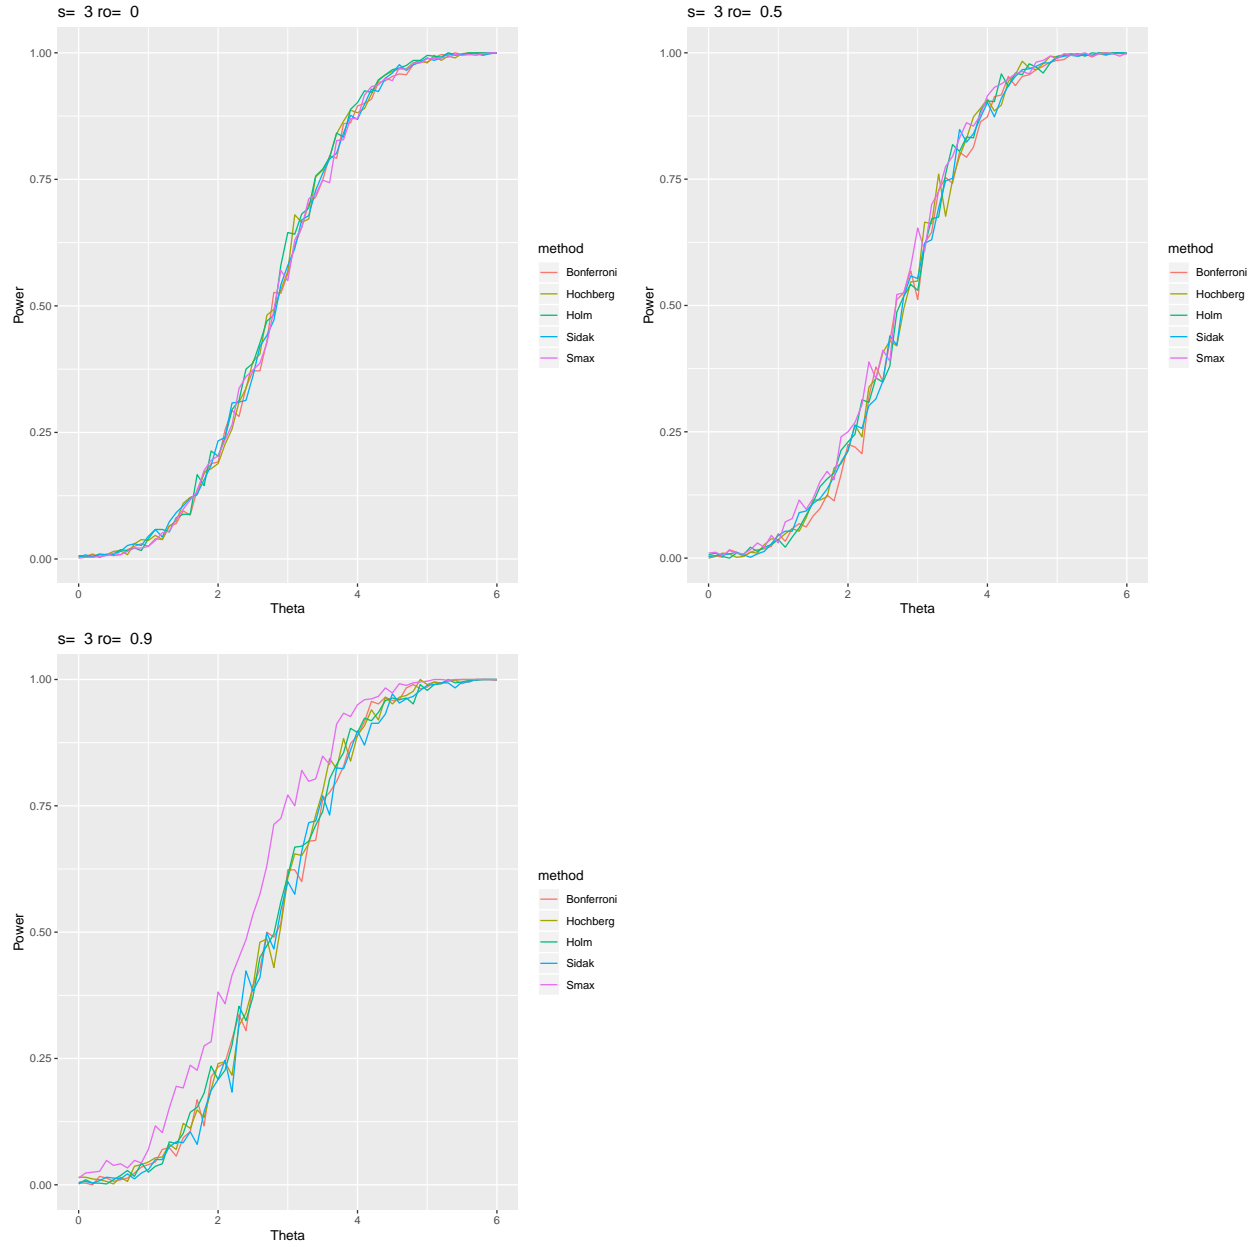 s=  3 ro=  0
1.00
0.75
0.50
0.25
0.00
Power
0
2
4
6
Theta
method
Bonferroni
Hochberg
Holm
Sidak
Smax
s=  3 ro=  0.5
1.00
0.75
0.50
0.25
0.00
Power
0
2
4
6
Theta
method
Bonferroni
Hochberg
Holm
Sidak
Smax
s=  3 ro=  0.9
1.00
0.75
0.50
0.25
0.00
Power
0
2
4
6
Theta
method
Bonferroni
Hochberg
Holm
Sidak
Smax